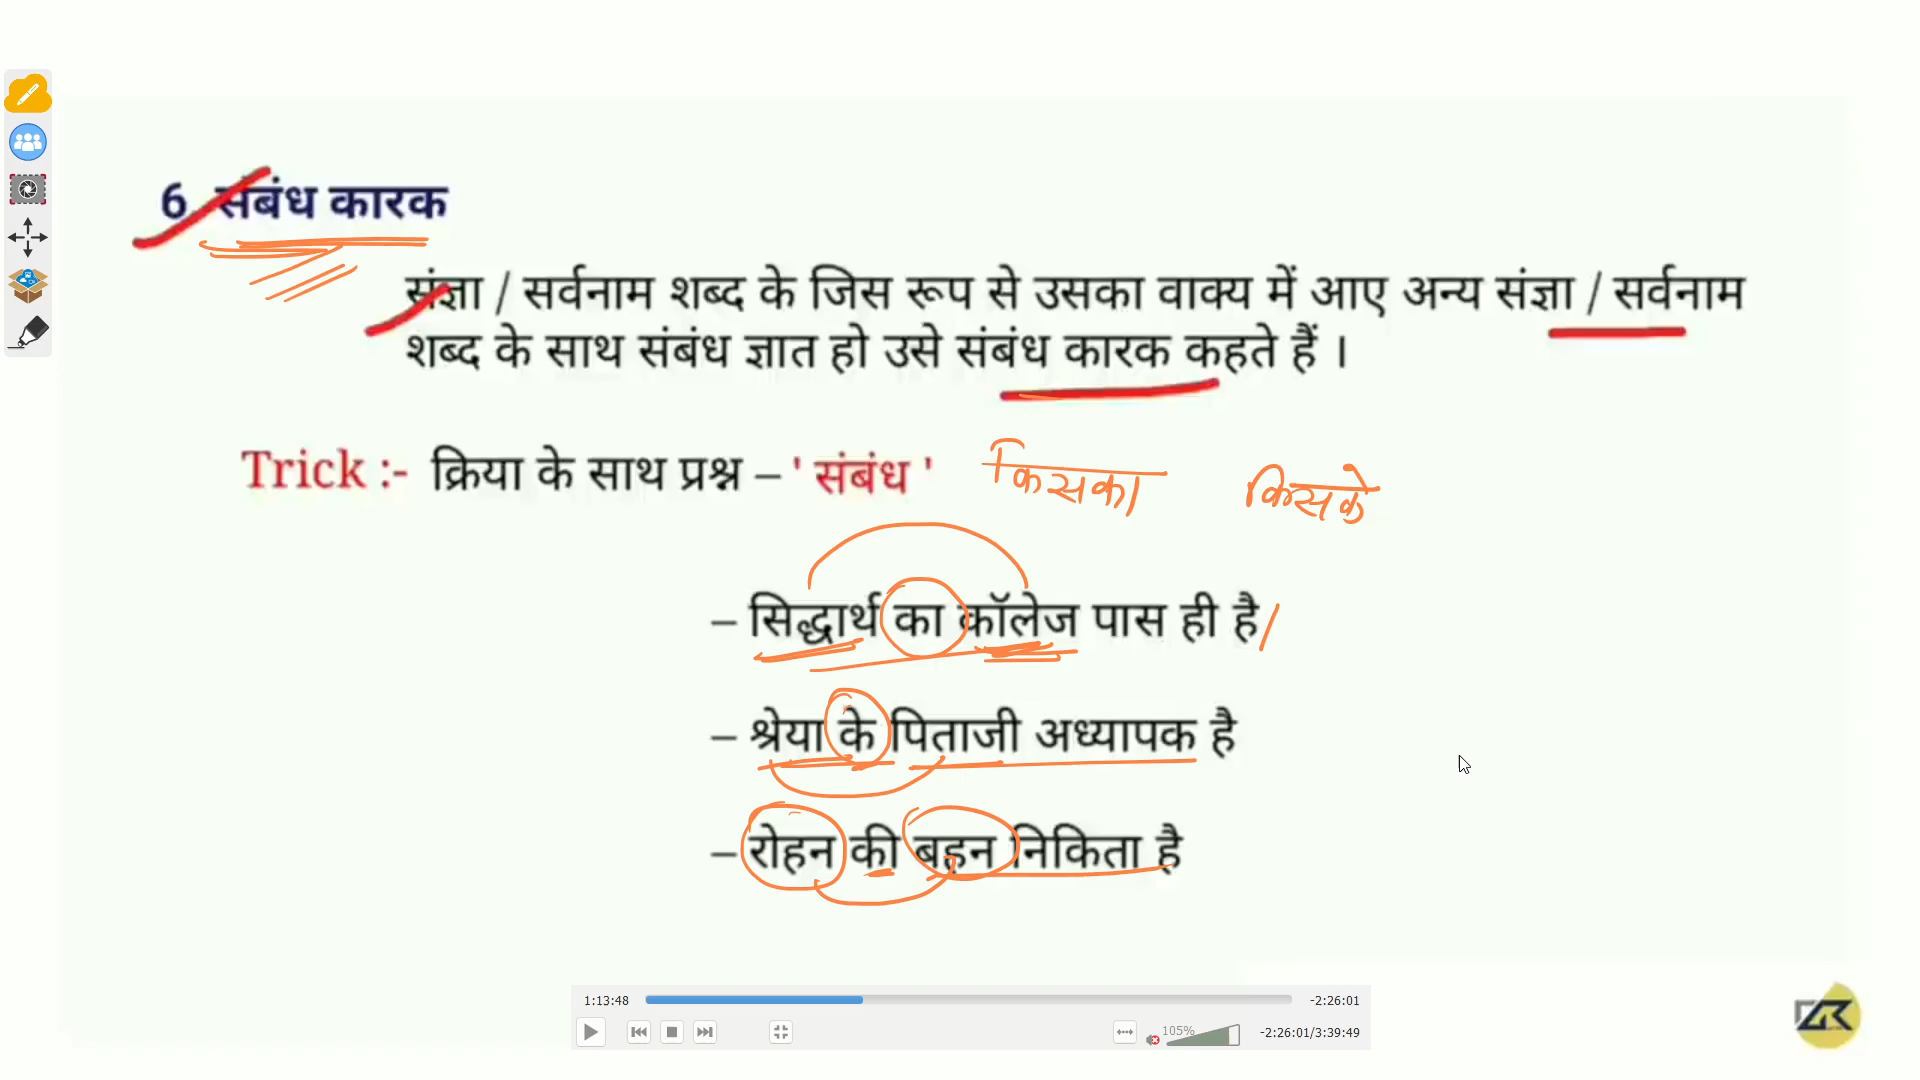 6 संबंध कारक
संज्ञा / सर्वनाम शब्द के जिस रूप से उसका वाक्य में आए अन्य संज्ञा / सर्वनाम
शब्द के साथ संबंध ज्ञात हो उसे संबंध कारक कहते हैं ।
Trick :- क्रिया के साथ प्रश्न – ' संबंध ' किसका किसके
– सिद्धार्थ का कॉलेज पास ही है
– श्रेया के पिताजी अध्यापक है
– रोहन की बहन निकिता है
1:13:48 -2:26:01
105% -2:26:01/3:39:49